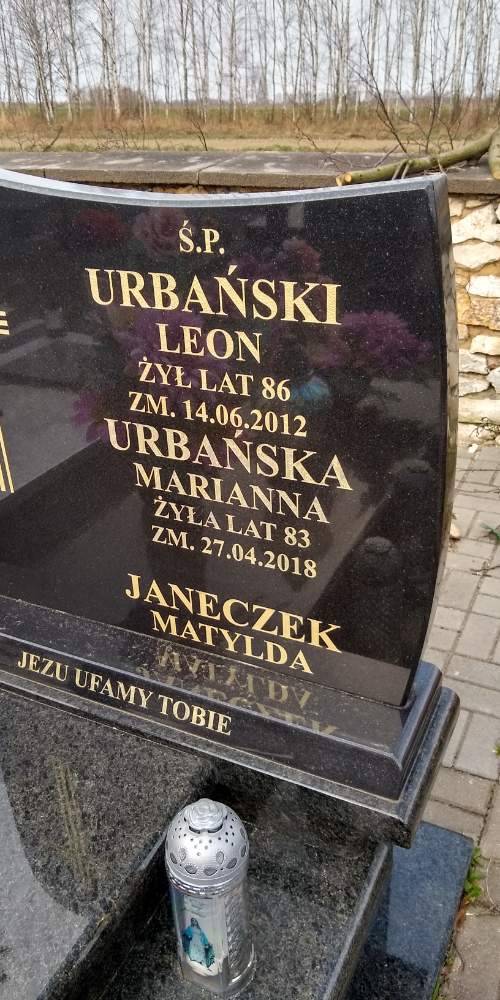 Ś.P.
URBAŃSKI
LEON
ŻYŁ LAT 86
ZM. 14.06.2012
URBAŃSKA
MARIANNA
ŻYŁA LAT 83
ZM. 27.04.2018
JANECZEK
MATYLDA
JEZU UFAMY TOBIE